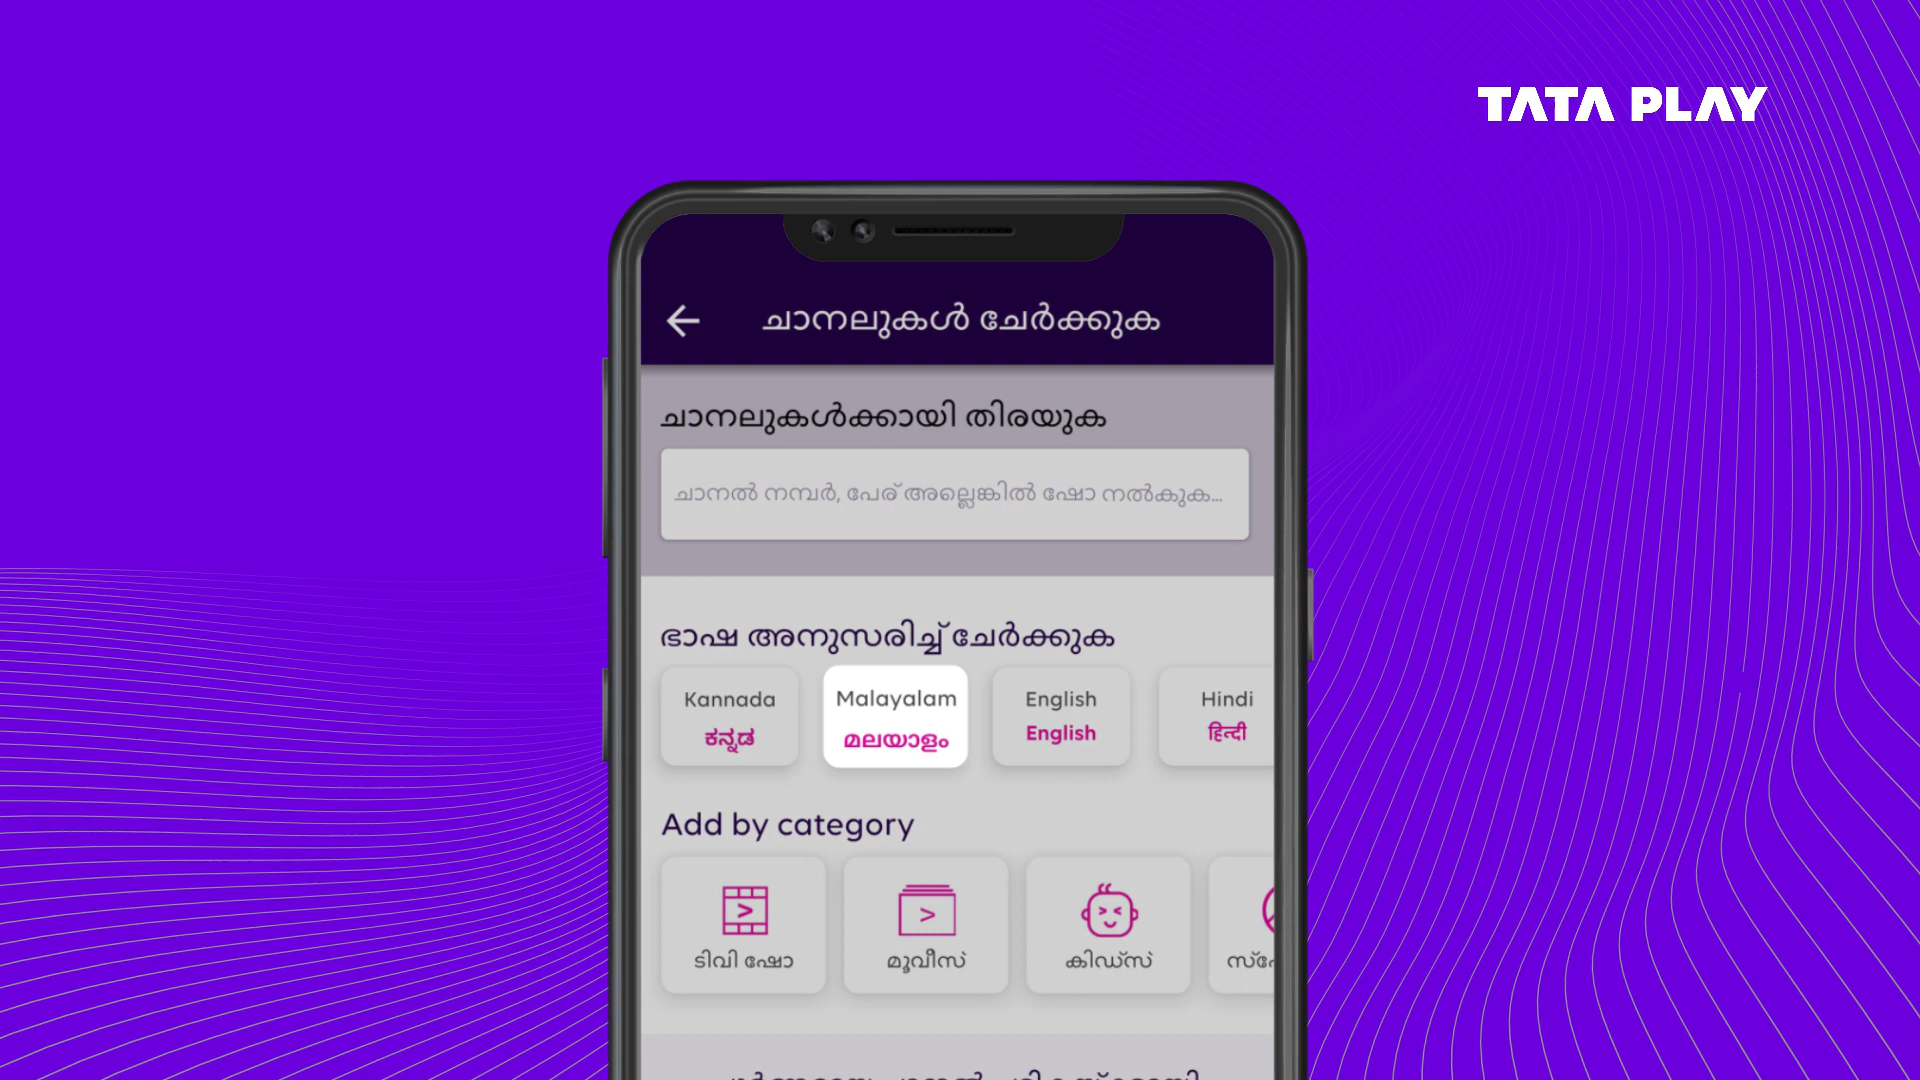 TATA PLAY
ചാനലുകൾ ചേർക്കുക
ചാനലുകൾക്കായി തിരയുക
ചാനൽ നമ്പർ, പേര് അല്ലെങ്കിൽ ഷോ നൽകുക...
ഭാഷ അനുസരിച്ച് ചേർക്കുക
Kannada Malayalam English Hindi
ಕನ್ನಡ മലയാളം English हिन्दी
Add by category
ടിവി ഷോ മൂവീസ് കിഡ്സ്